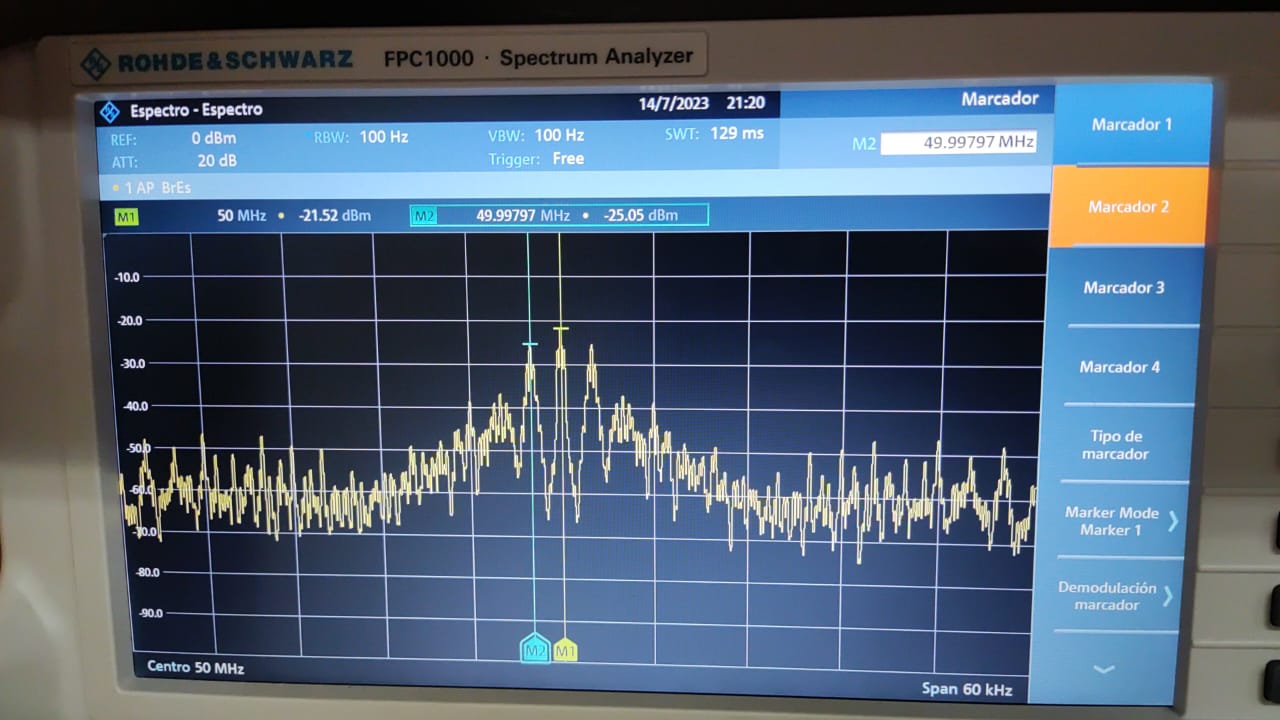 ROHDE&SCHWARZ FPC1000 · Spectrum Analyzer
Espectro - Espectro 14/7/2023 21:20 Marcador
REF: 0 dBm RBW: 100 Hz VBW: 100 Hz SWT: 129 ms
ATT: 20 dB Trigger: Free
M2 49.99797 MHz
1 AP BrEs
M1 50 MHz • -21.52 dBm M2 49.99797 MHz • -25.05 dBm
-10.0
-20.0
-30.0
-40.0
-50.0
-60.0
-70.0
-80.0
-90.0
M2 M1
Centro 50 MHz Span 60 kHz
Marcador 1
Marcador 2
Marcador 3
Marcador 4
Tipo de
marcador
Marker Mode
Marker 1
Demodulación
marcador